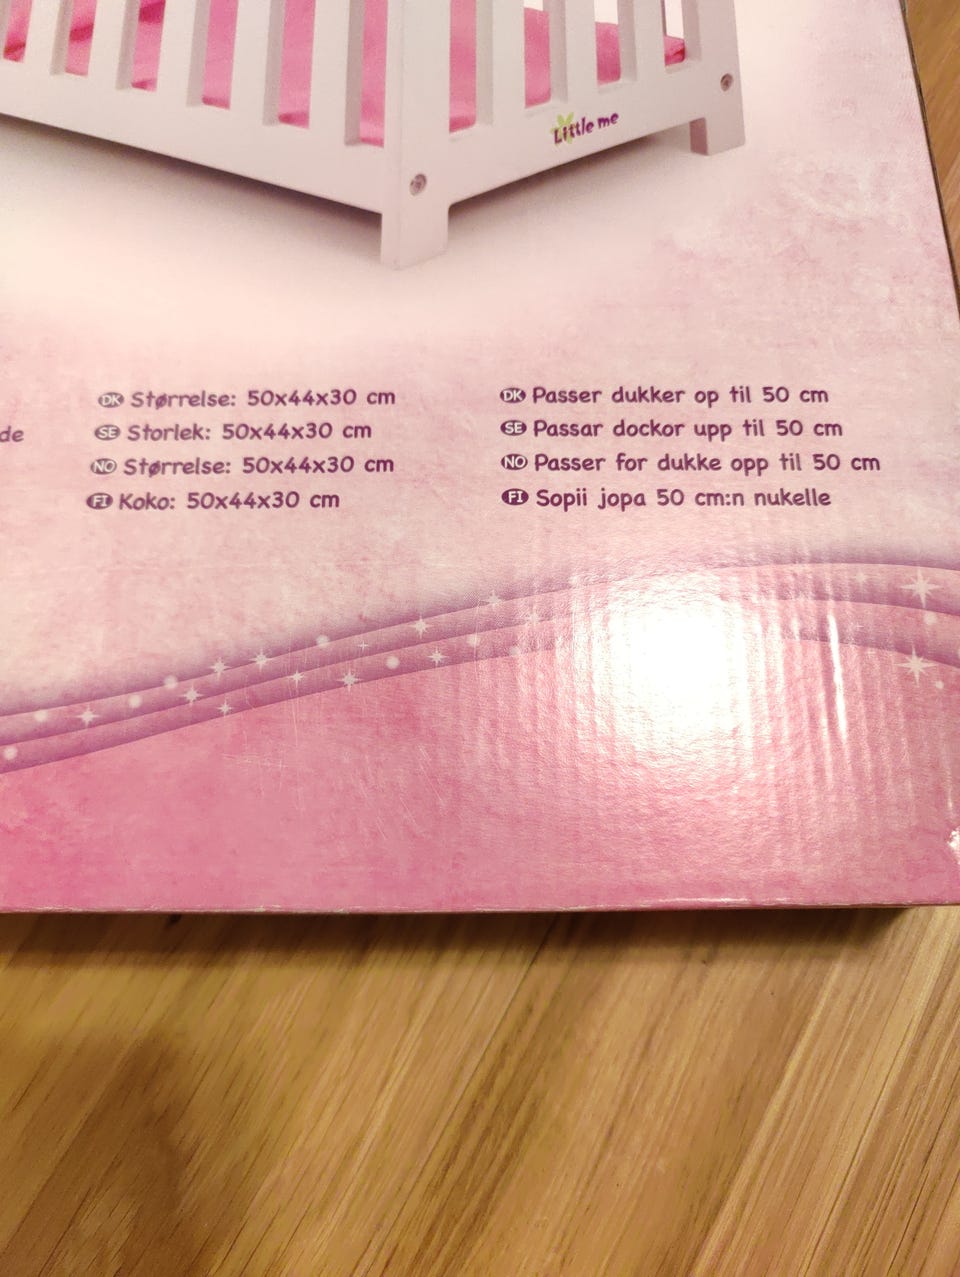 Little me
de
DK Størrelse: 50x44x30 cm
SE Storlek: 50x44x30 cm
NO Størrelse: 50x44x30 cm
FI Koko: 50x44x30 cm
DK Passer dukker op til 50 cm
SE Passar dockor upp til 50 cm
NO Passer for dukke opp til 50 cm
FI Sopii jopa 50 cm:n nukelle